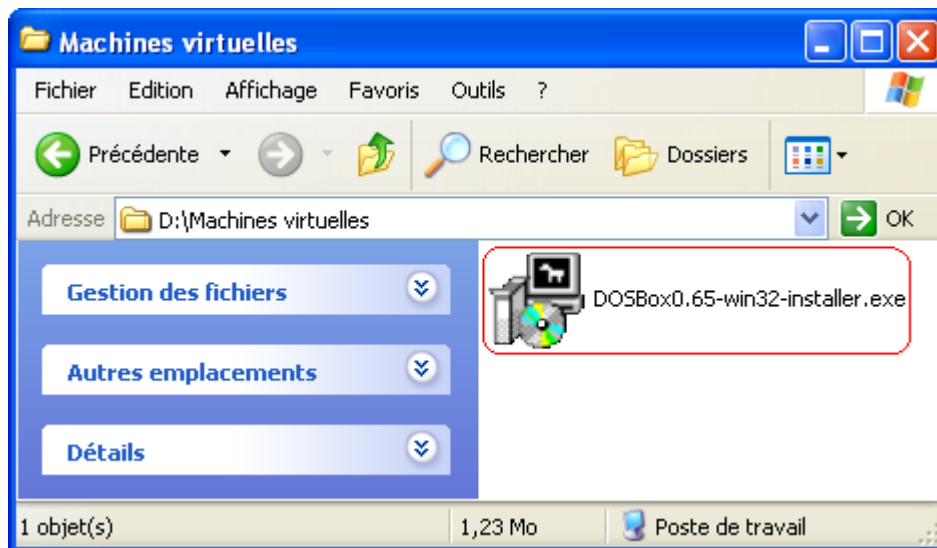 Machines virtuelles
Fichier Edition Affichage Favoris Outils ?
Précédente Rechercher Dossiers
Adresse D:\Machines virtuelles OK
Gestion des fichiers
DOSBox0.65-win32-installer.exe
Autres emplacements
Détails
1 objet(s) 1,23 Mo Poste de travail